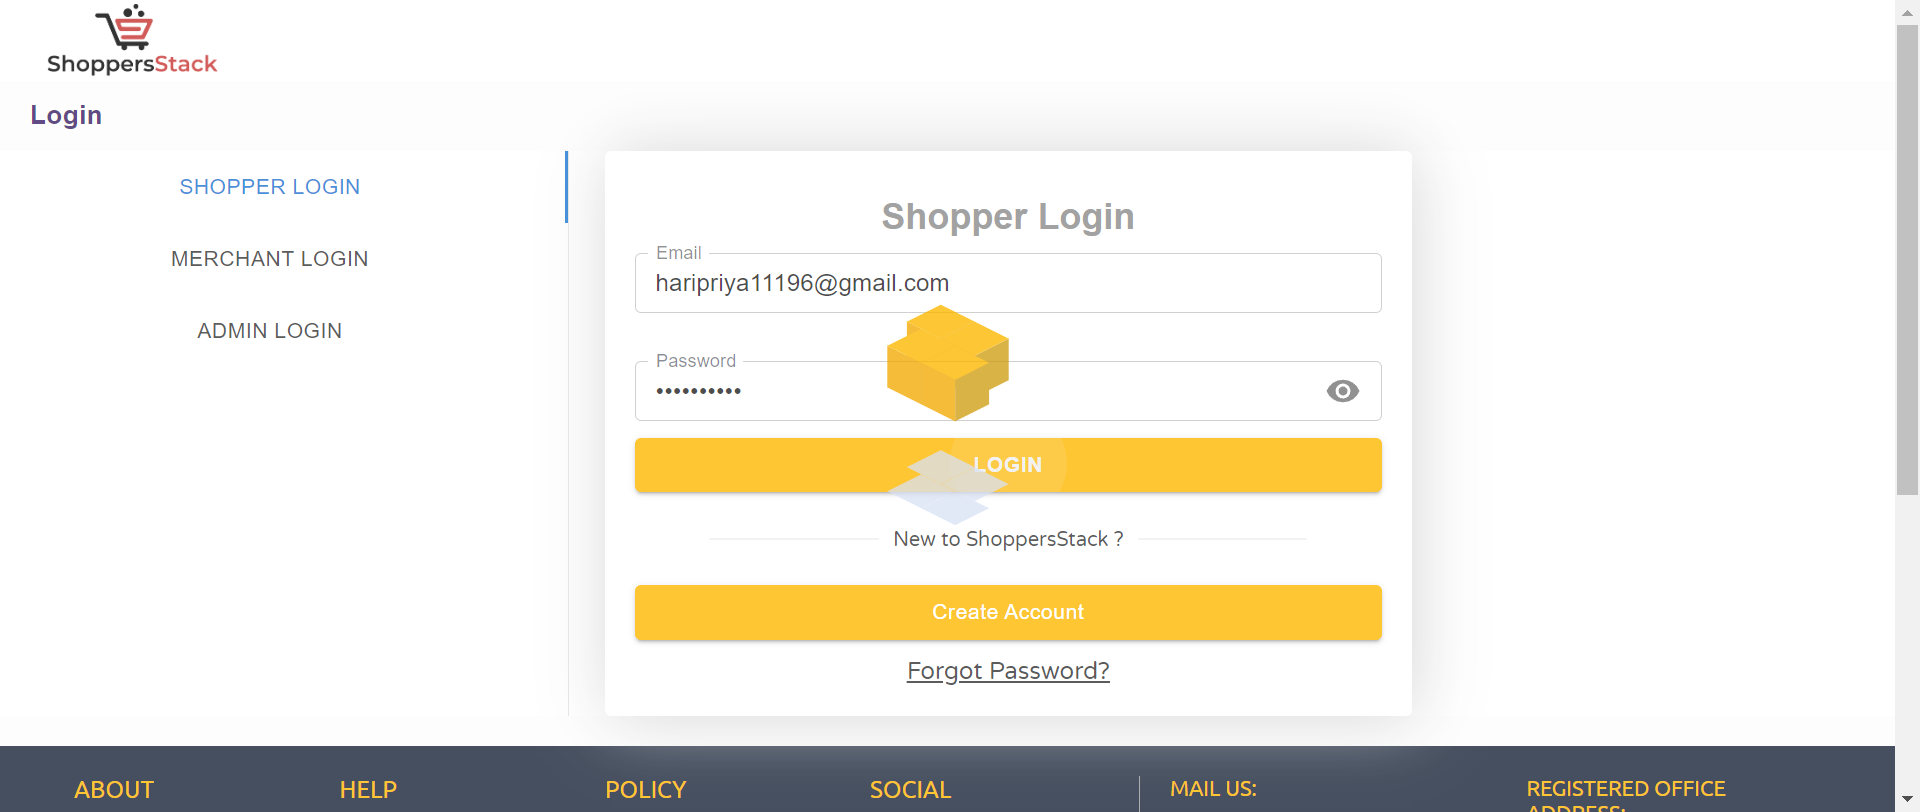 ShoppersStack
Login
SHOPPER LOGIN
MERCHANT LOGIN
ADMIN LOGIN
Shopper Login
Email
haripriya11196@gmail.com
Password
••••••••••
LOGIN
New to ShoppersStack ?
Create Account
Forgot Password?
ABOUT
HELP
POLICY
SOCIAL
MAIL US:
REGISTERED OFFICE
ADDRESS: